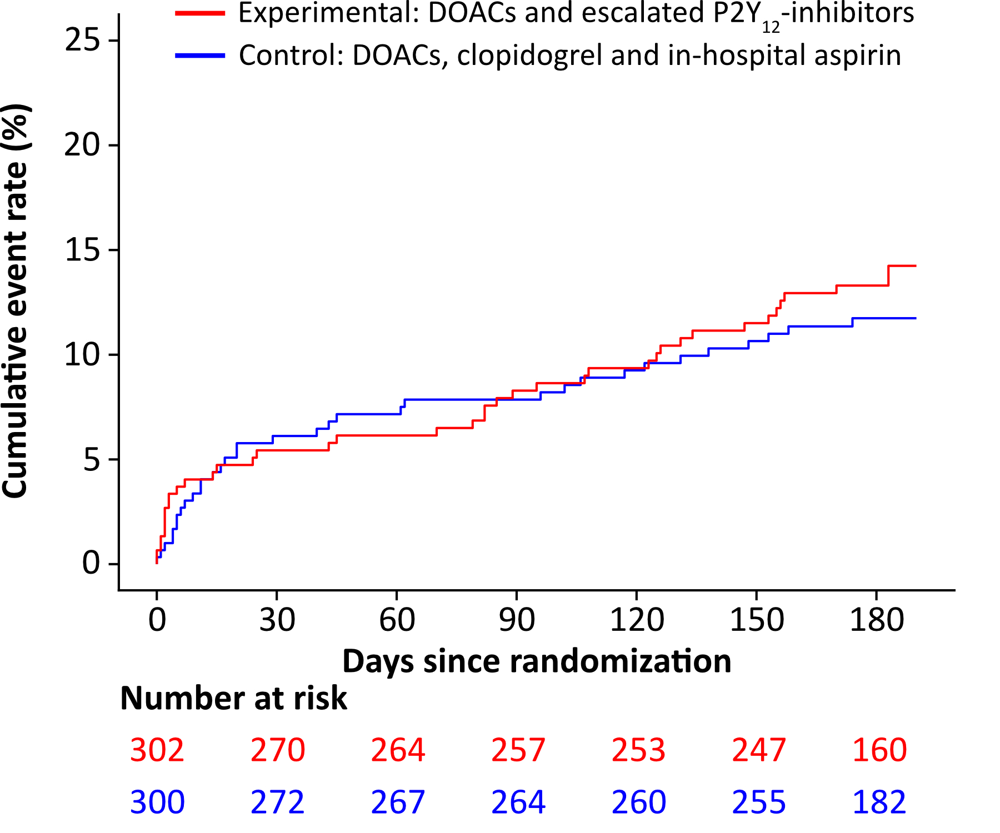 Experimental: DOACs and escalated P2Y12-inhibitors
Control: DOACs, clopidogrel and in-hospital aspirin
Cumulative event rate (%)
25
20
15
10
5
0
0 30 60 90 120 150 180
Days since randomization
Number at risk
302 270 264 257 253 247 160
300 272 267 264 260 255 182